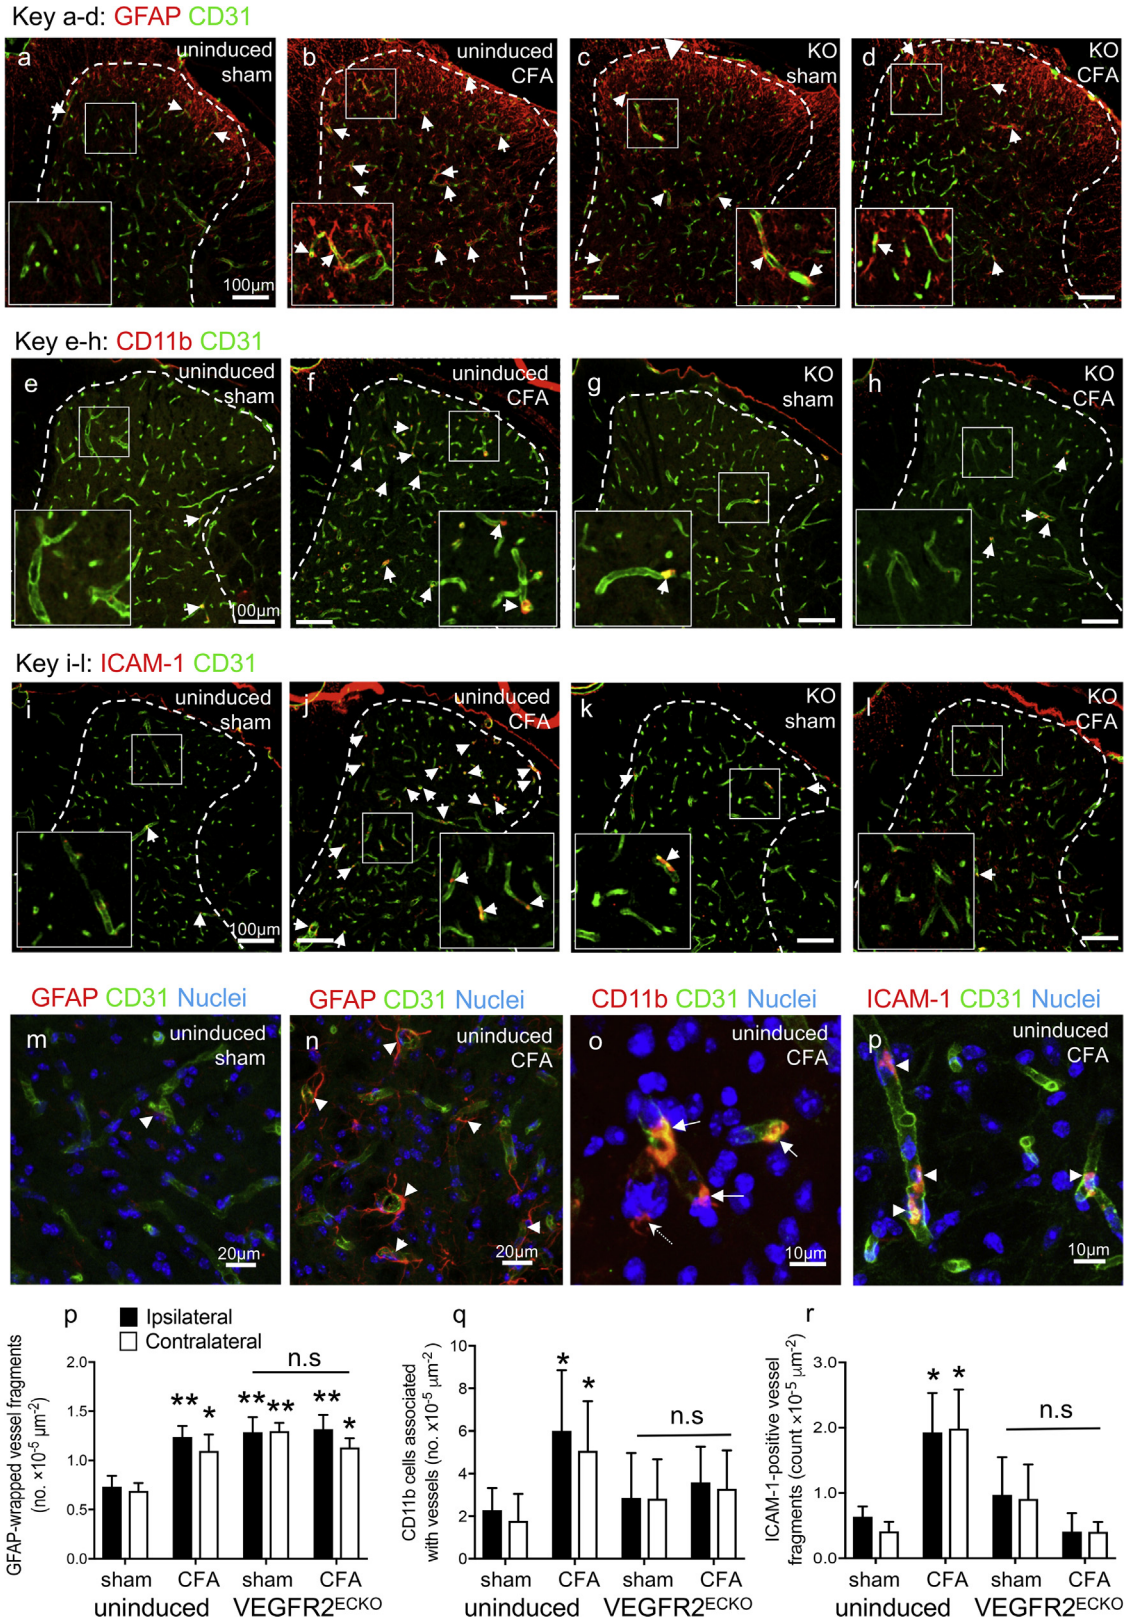 Key a-d: GFAP CD31
a uninduced sham 100µm
b uninduced CFA
c KO sham
d KO CFA
Key e-h: CD11b CD31
e uninduced sham 100µm
f uninduced CFA
g KO sham
h KO CFA
Key i-l: ICAM-1 CD31
i uninduced sham 100µm
j uninduced CFA
k KO sham
l KO CFA
GFAP CD31 Nuclei
m uninduced sham 20µm
GFAP CD31 Nuclei
n uninduced CFA 20µm
CD11b CD31 Nuclei
o uninduced CFA 10µm
ICAM-1 CD31 Nuclei
p uninduced CFA 10µm
p
Ipsilateral
Contralateral
GFAP-wrapped vessel fragments
(no. ×10-5 µm-2)
2.0
1.5
1.0
0.5
0.0
** * ** ** ** *
n.s
sham CFA sham CFA
uninduced VEGFR2ECKO
q
CD11b cells associated
with vessels (no. x10-5 µm-2)
10
8
6
4
2
0
* *
n.s
sham CFA sham CFA
uninduced VEGFR2ECKO
r
ICAM-1-positive vessel
fragments (count ×10-5 µm-2)
3.0
2.0
1.0
0.0
* *
n.s
sham CFA sham CFA
uninduced VEGFR2ECKO